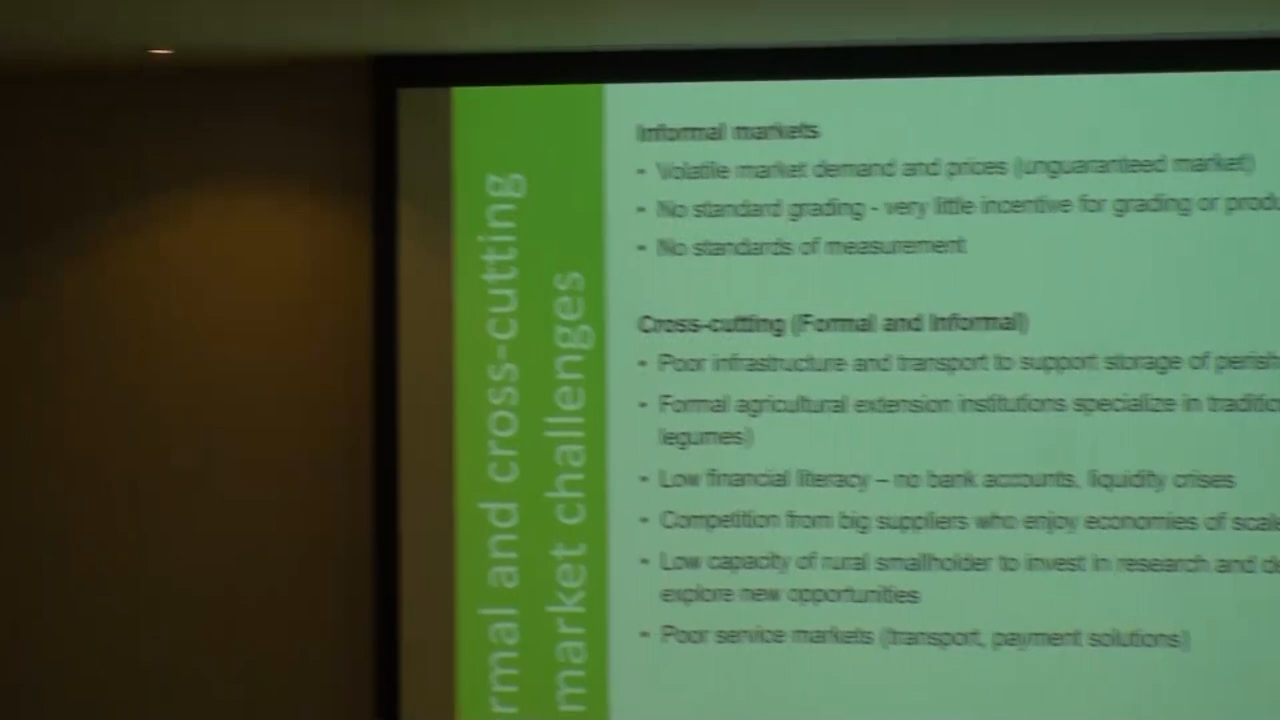 rmal and cross-cutting
market challenges
Informal markets
- Volatile market demand and prices (unguaranteed market)
- No standard grading - very little incentive for grading or
- No standards of measurement
Cross-cutting (Formal and Informal)
- Poor infrastructure and transport to support storage of
- Formal agricultural extension institutions specialize in
legumes)
- Low financial literacy – no bank accounts, liquidity crises
- Competition from big suppliers who enjoy economies of
- Low capacity of rural smallholder to invest in research and
explore new opportunities
- Poor service markets (transport, payment solutions)